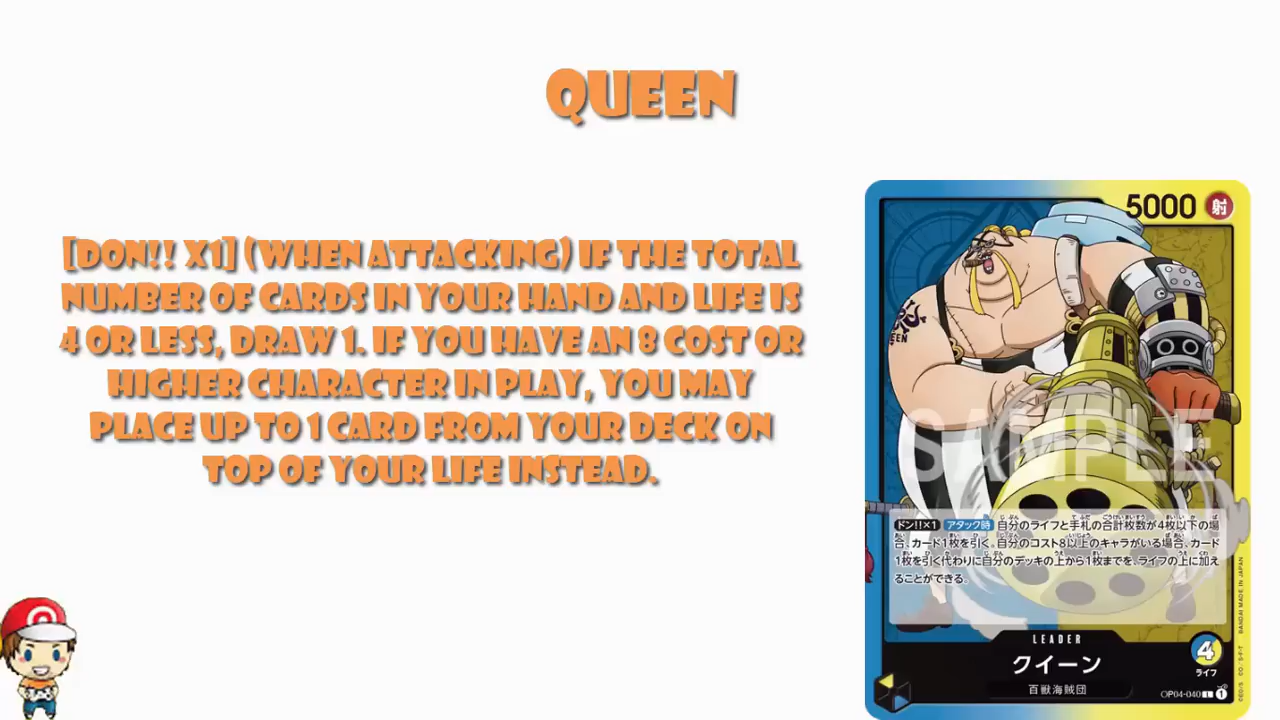 QUEEN
[DON!! X1] (WHEN ATTACKING) IF THE TOTAL
NUMBER OF CARDS IN YOUR HAND AND LIFE IS
4 OR LESS, DRAW 1. IF YOU HAVE AN 8 COST OR
HIGHER CHARACTER IN PLAY, YOU MAY
PLACE UP TO 1 CARD FROM YOUR DECK ON
TOP OF YOUR LIFE INSTEAD.
5000 射
QUEEN
SAMPLE
ドン!!×1 アタック時 自分のライフと手札の合計枚数が4枚以下の場
合、カード1枚を引く。自分のコスト8以上のキャラがいる場合、カード
1枚を引く代わりに自分のデッキの上から1枚までを、ライフの上に加え
ることができる。
LEADER
クイーン
4
ライフ
百獣海賊団
OP04-040 L 1
BANDAI MADE IN JAPAN